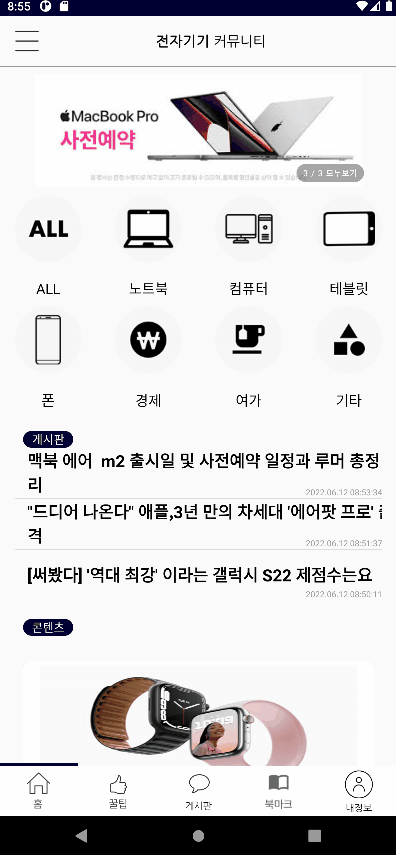 8:55
전자기기 커뮤니티
MacBook Pro
사전예약
3 / 3 모두보기
ALL
ALL
노트북
컴퓨터
테블릿
폰
경제
여가
기타
게시판
맥북 에어 m2 출시일 및 사전예약 일정과 루머 총정
리
2022.06.12 08:53:34
"드디어 나온다" 애플,3년 만의 차세대 '에어팟 프로' 출
격
2022.06.12 08:51:37
[써봤다] '역대 최강' 이라는 갤럭시 S22 제점수는요
2022.06.12 08:50:11
콘텐츠
홈
꿀팁
게시판
북마크
내정보